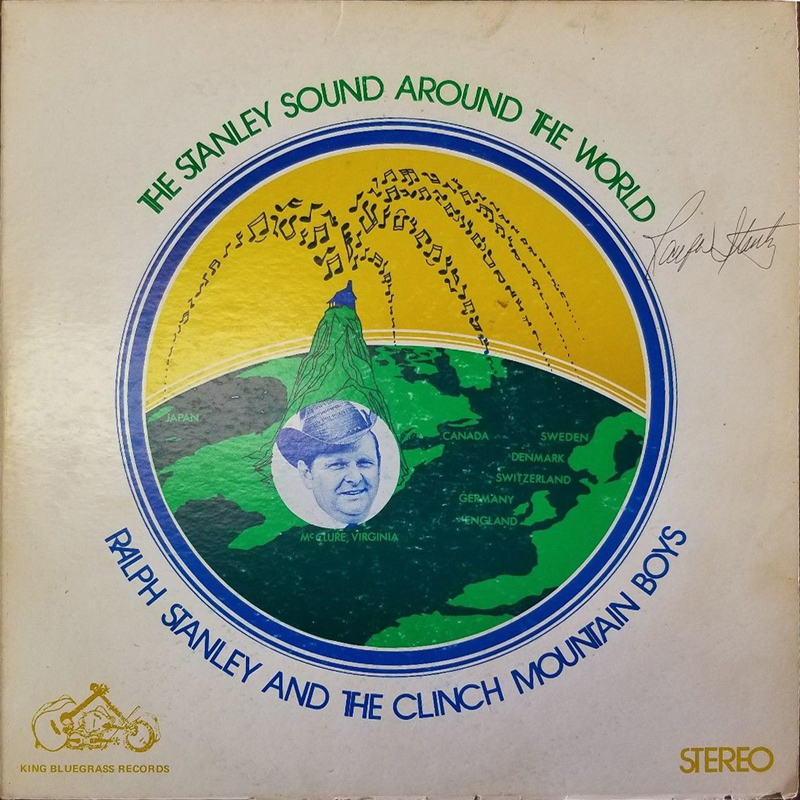 THE STANLEY SOUND AROUND THE WORLD
Ralph Stanley
JAPAN
CANADA
SWEDEN
DENMARK
SWITZERLAND
GERMANY
ENGLAND
McCLURE, VIRGINIA
RALPH STANLEY AND THE CLINCH MOUNTAIN BOYS
KING BLUEGRASS RECORDS
STEREO